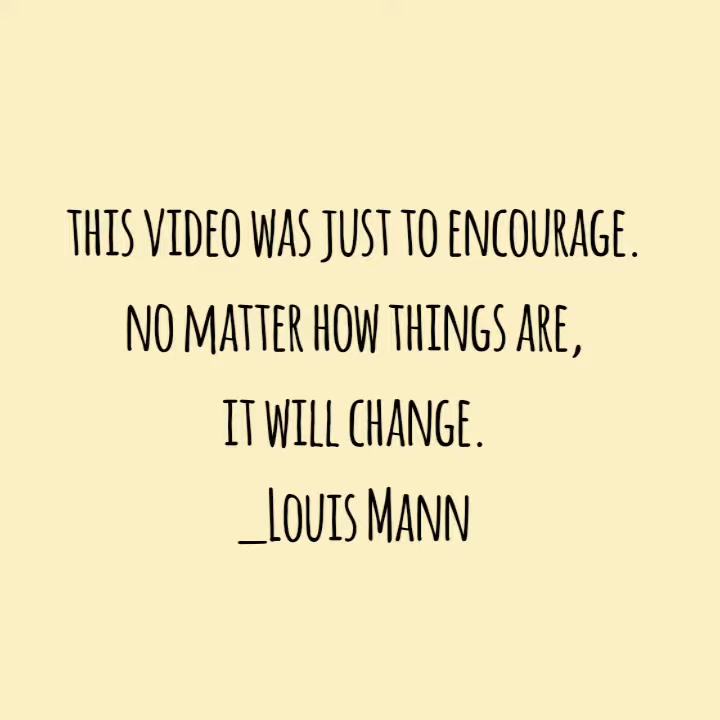 THIS VIDEO WAS JUST TO ENCOURAGE.
NO MATTER HOW THINGS ARE,
IT WILL CHANGE.
_LOUIS MANN